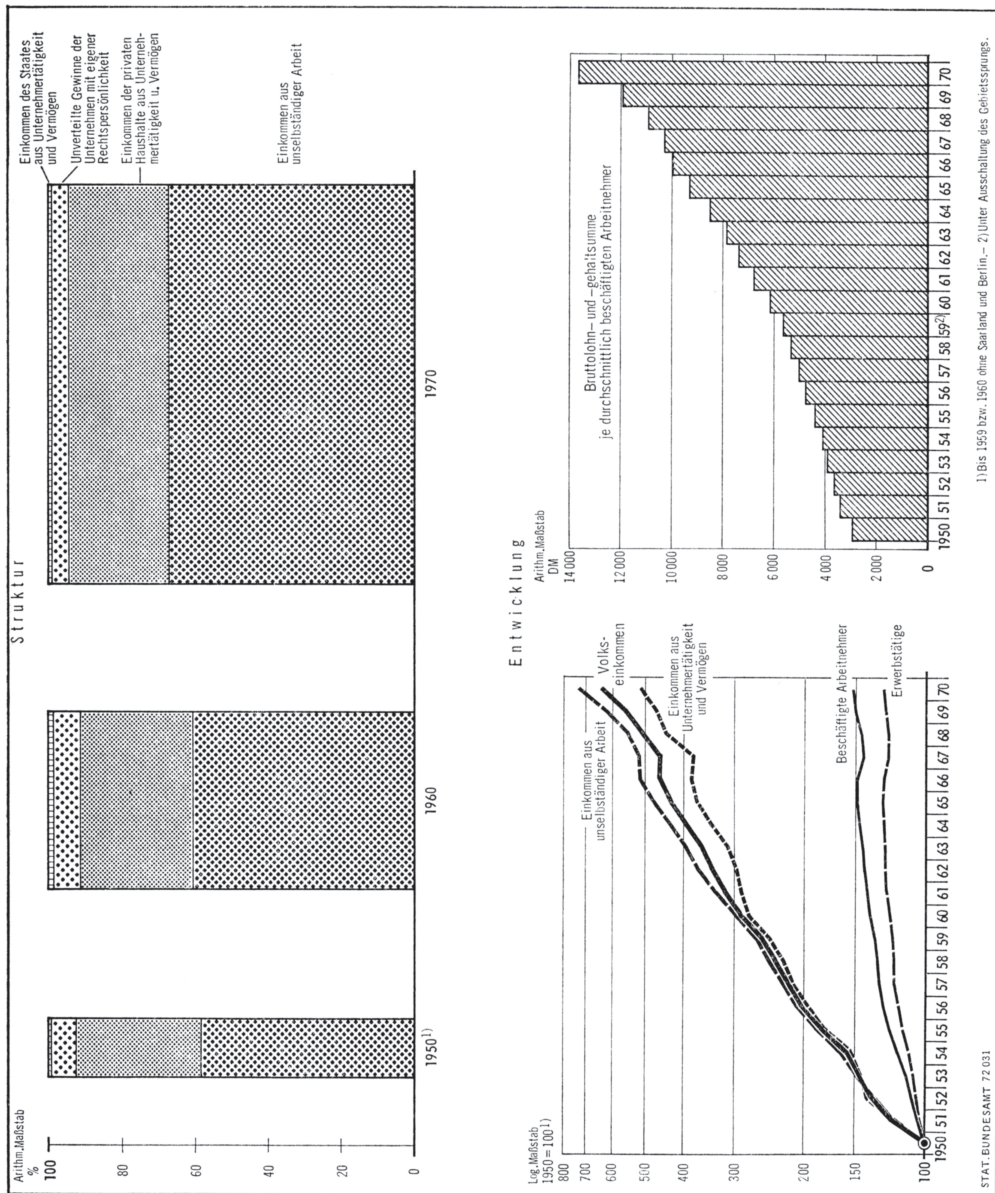 Struktur
Arithm. Maßstab
%
100
80
60
40
20
0
1950¹⁾
1960
1970
Einkommen des Staates
aus Unternehmertätigkeit
und Vermögen
Unverteilte Gewinne der
Unternehmen mit eigener
Rechtspersönlichkeit
Einkommen der privaten
Haushalte aus Unterneh-
mertätigkeit u. Vermögen
Einkommen aus
unselbständiger Arbeit
Entwicklung
Log. Maßstab
1950 = 100¹⁾
800
700
600
500
400
300
200
150
100
Einkommen aus
unselbständiger Arbeit
Volks-
einkommen
Einkommen aus
Unternehmertätigkeit
und Vermögen
Beschäftigte Arbeitnehmer
Erwerbstätige
1950 51 52 53 54 55 56 57 58 59 60 61 62 63 64 65 66 67 68 69 70
Arithm. Maßstab
DM
14 000
12 000
10 000
8 000
6 000
4 000
2 000
0
Bruttolohn- und -gehaltsumme
je durchschnittlich beschäftigten Arbeitnehmer
1950 51 52 53 54 55 56 57 58 59²⁾ 60 61 62 63 64 65 66 67 68 69 70
1) Bis 1959 bzw. 1960 ohne Saarland und Berlin. – 2) Unter Ausschaltung des Gebietssprungs.
STAT. BUNDESAMT 72 031